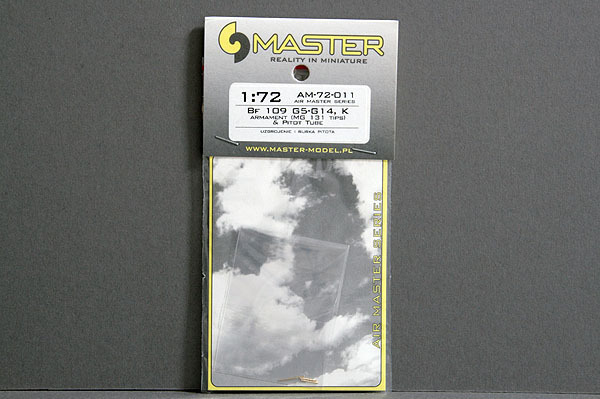 MASTER
REALITY IN MINIATURE
1:72 AM-72-011
AIR MASTER SERIES
Bf 109 G5-G14, K
ARMAMENT (MG 131 TIPS)
& PITOT TUBE
UZBROJENIE I RURKA PITOTA
WWW.MASTER-MODEL.PL
AIR MASTER SERIES